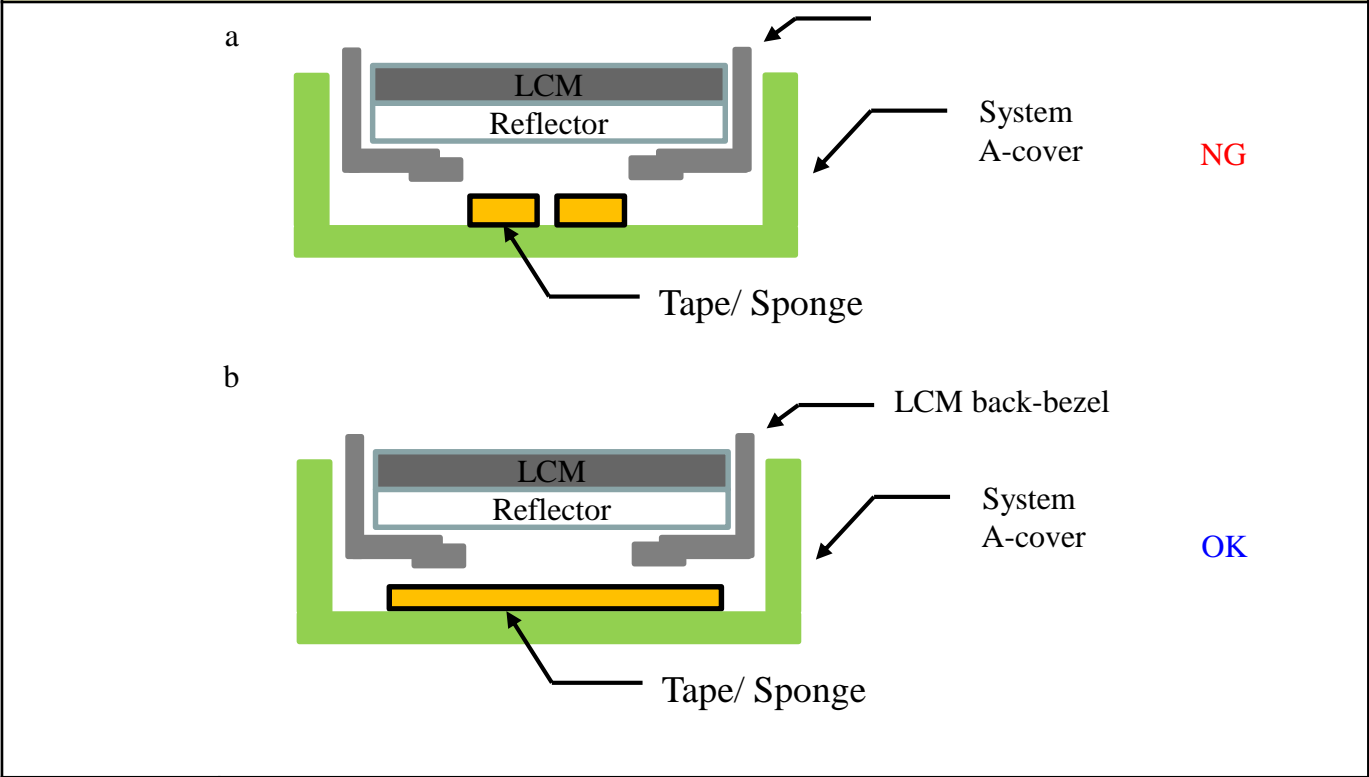 a
LCM
Reflector
System
A-cover
NG
Tape/ Sponge
b
LCM back-bezel
LCM
Reflector
System
A-cover
OK
Tape/ Sponge